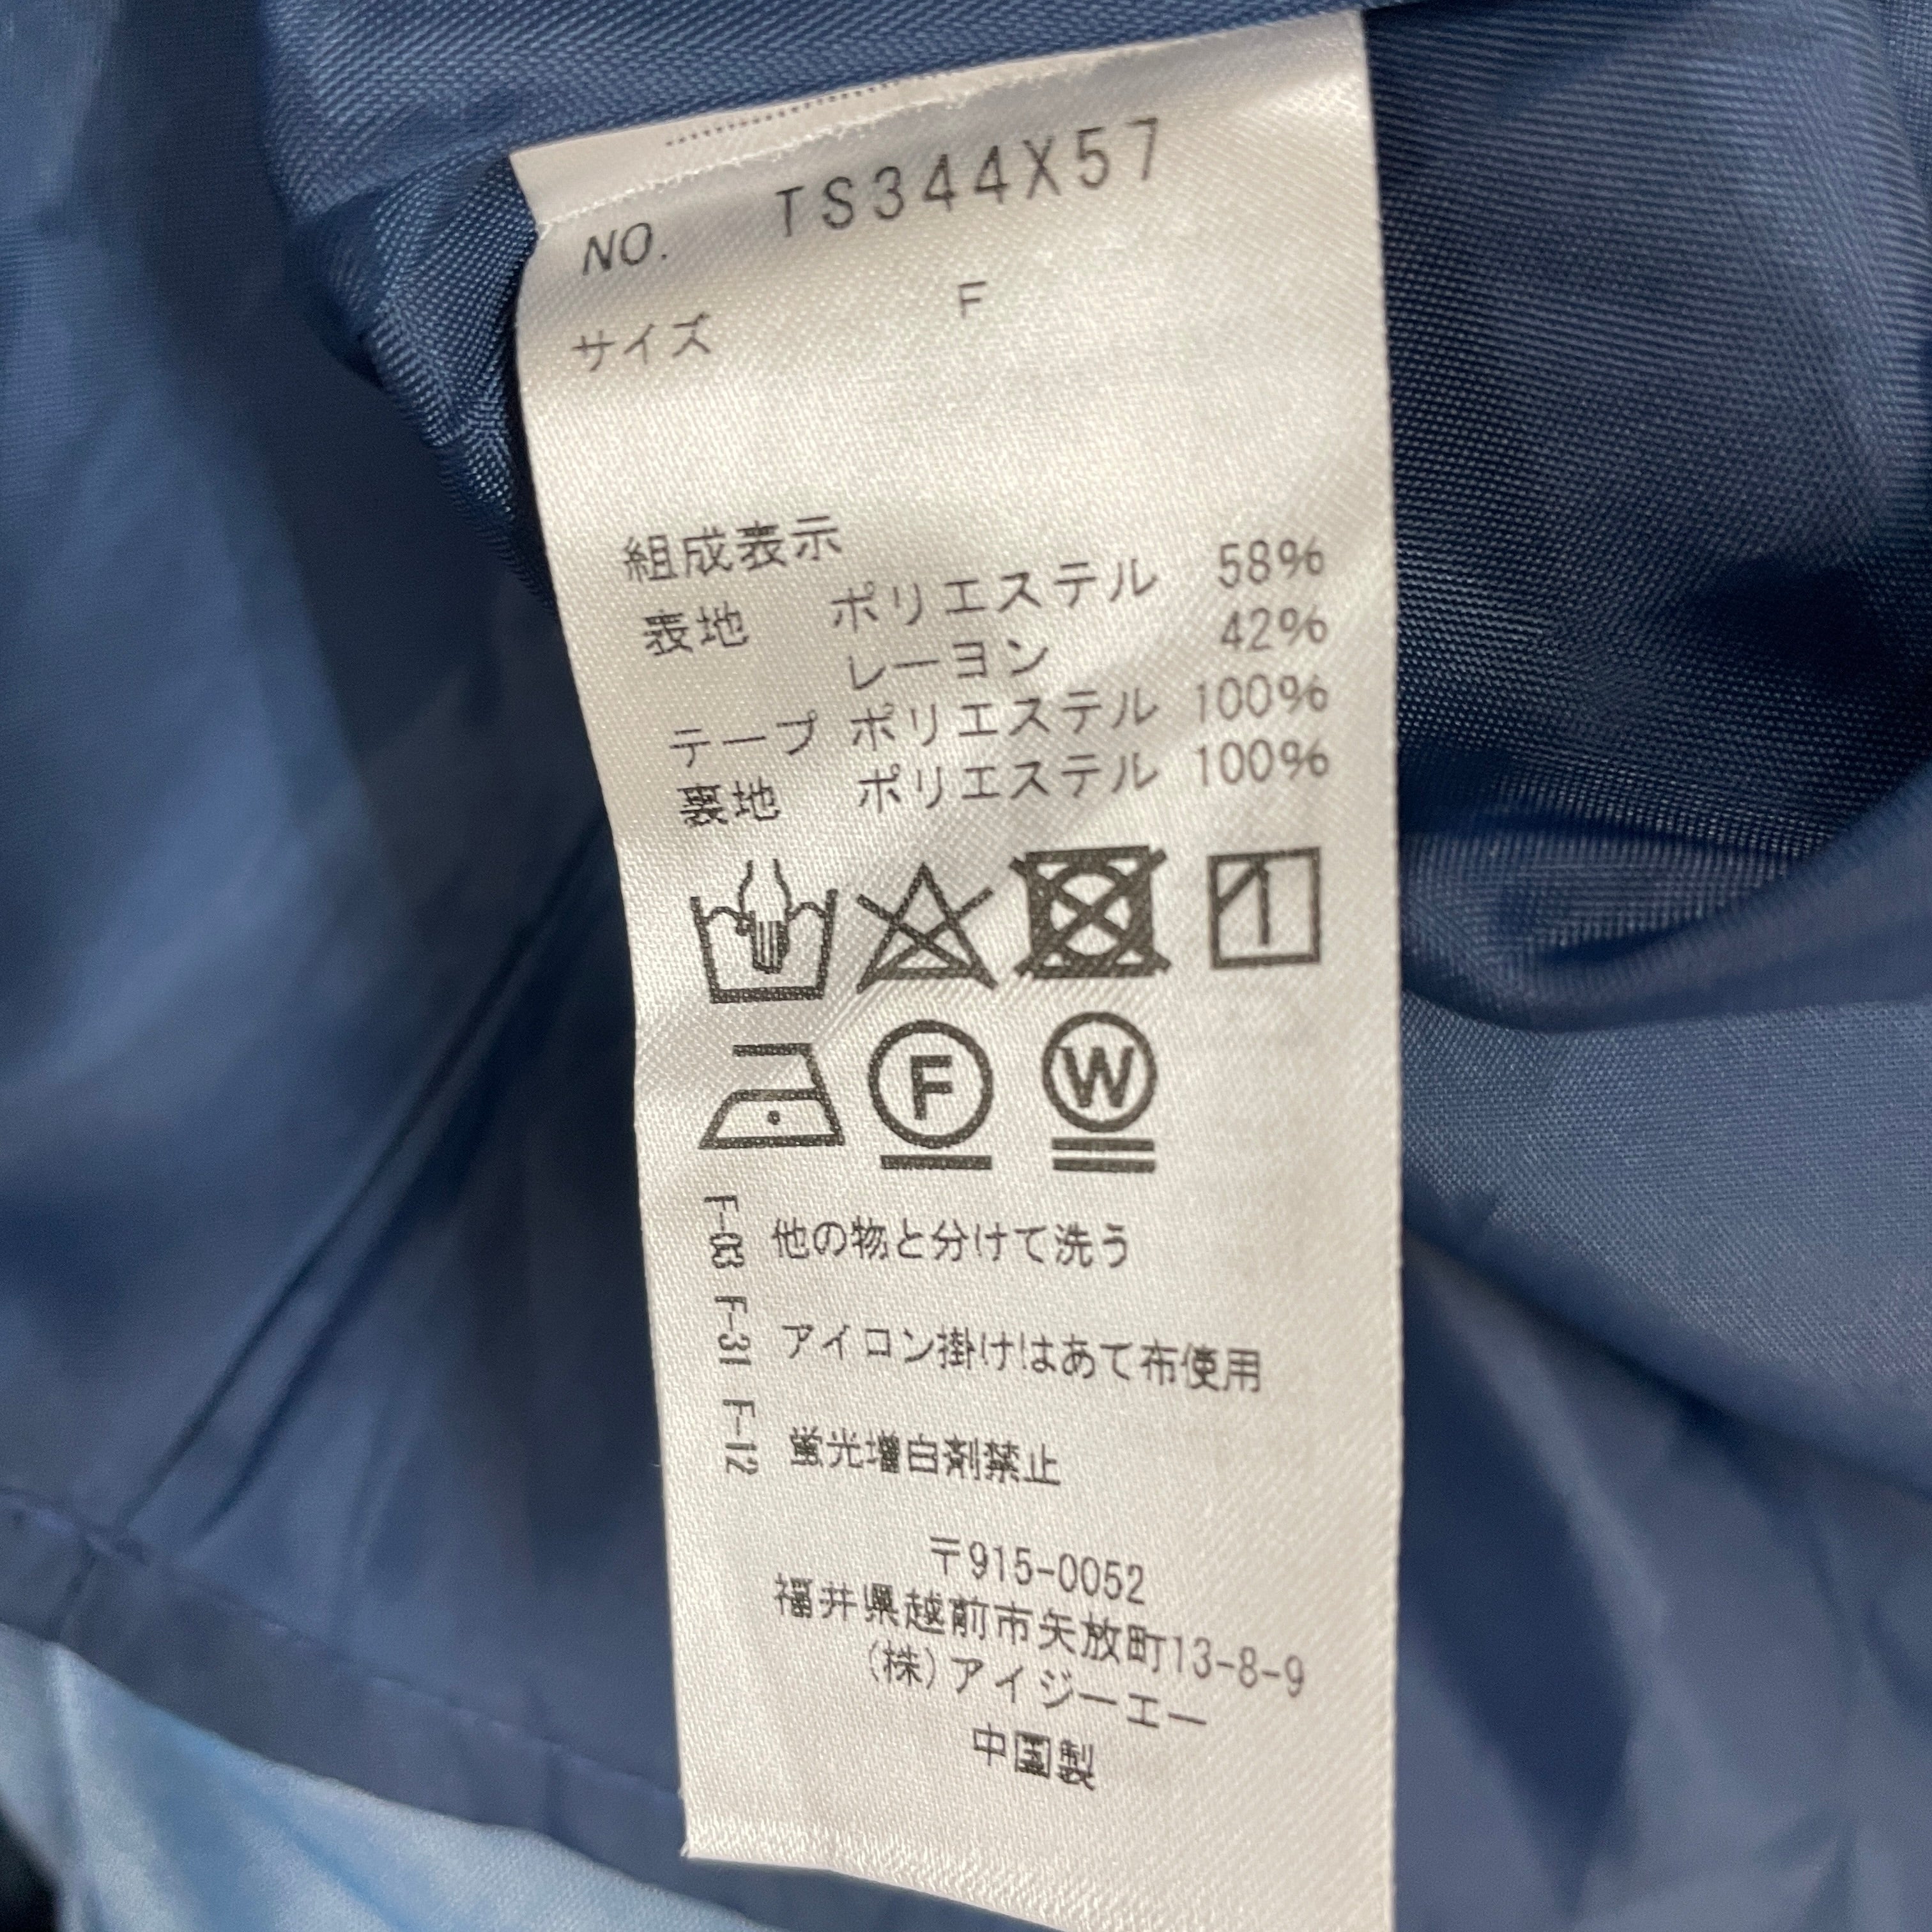 NO. TS344X57
サイズ F
組成表示
表地 ポリエステル 58%
レーヨン 42%
テープ ポリエステル 100%
裏地 ポリエステル 100%
1
F W
F-03 他の物と分けて洗う
F-31 アイロン掛けはあて布使用
F-12 蛍光増白剤禁止
〒915-0052
福井県越前市矢放町13-8-9
(株)アイジーエー
中国製